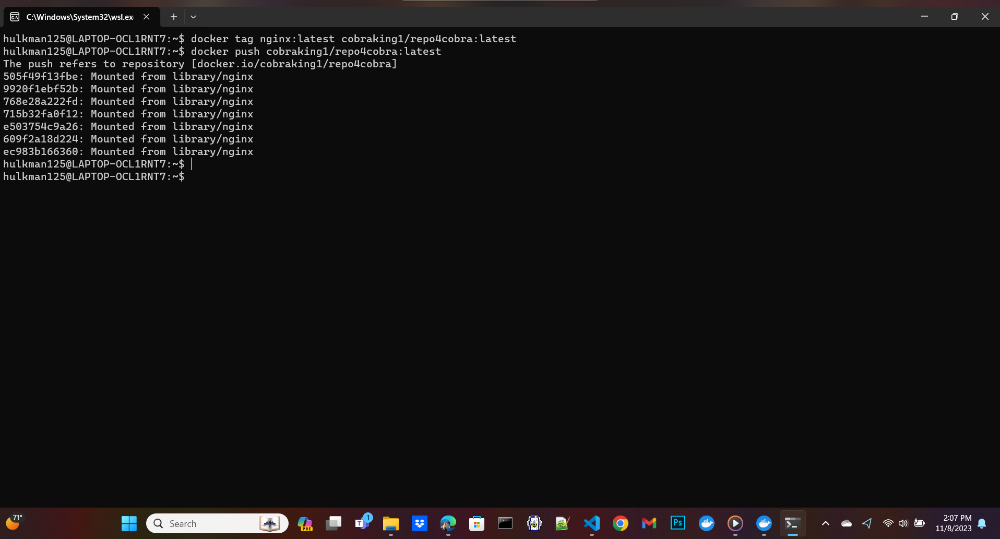 C:\Windows\System32\wsl.ex
hulkman125@LAPTOP-OCL1RNT7:~$ docker tag nginx:latest cobraking1/repo4cobra:latest
hulkman125@LAPTOP-OCL1RNT7:~$ docker push cobraking1/repo4cobra:latest
The push refers to repository [docker.io/cobraking1/repo4cobra]
505f49f13fbe: Mounted from library/nginx
9920f1ebf52b: Mounted from library/nginx
768e28a222fd: Mounted from library/nginx
715b32fa0f12: Mounted from library/nginx
e503754c9a26: Mounted from library/nginx
609f2a18d224: Mounted from library/nginx
ec983b166360: Mounted from library/nginx
hulkman125@LAPTOP-OCL1RNT7:~$
hulkman125@LAPTOP-OCL1RNT7:~$
71°
Search
PRE
T
1
Ps
2:07 PM
11/8/2023